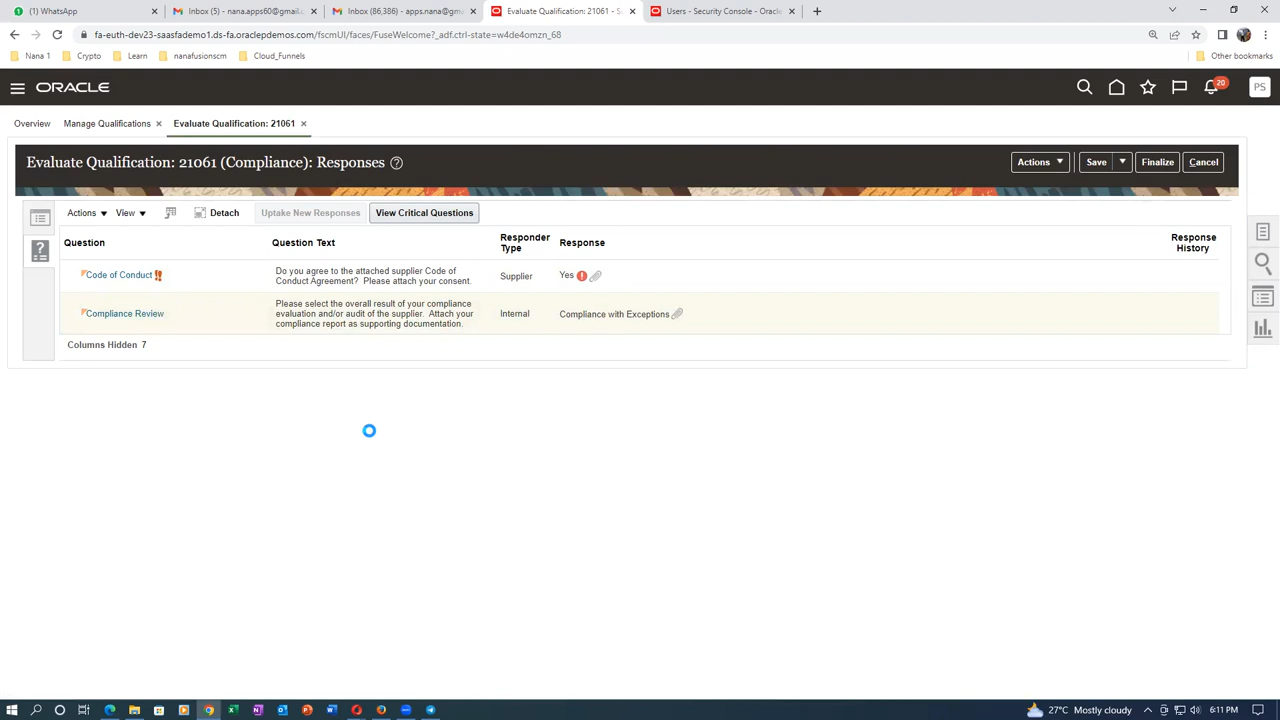 (1) WhatsApp
Inbox (5) - nana.apps60@gmail.c
Inbox (86,386) - apps.nana@gma
Evaluate Qualification: 21061 - S
Users - Security Console - Oracle
fa-euth-dev23-saasfademo1.ds-fa.oraclepdemos.com/fscmUI/faces/FuseWelcome?_adf.ctrl-state=w4de4omzn_68
Nana 1
Crypto
Learn
nanafusionscm
Cloud_Funnels
Other bookmarks
ORACLE
20
PS
Overview
Manage Qualifications
Evaluate Qualification: 21061
Evaluate Qualification: 21061 (Compliance): Responses
Actions
Save
Finalize
Cancel
Actions
View
Detach
Uptake New Responses
View Critical Questions
Question
Question Text
Responder
Type
Response
Response
History
Code of Conduct
Do you agree to the attached supplier Code of
Conduct Agreement? Please attach your consent.
Supplier
Yes
Compliance Review
Please select the overall result of your compliance
evaluation and/or audit of the supplier. Attach your
compliance report as supporting documentation.
Internal
Compliance with Exceptions
Columns Hidden 7
27°C Mostly cloudy
6:11 PM